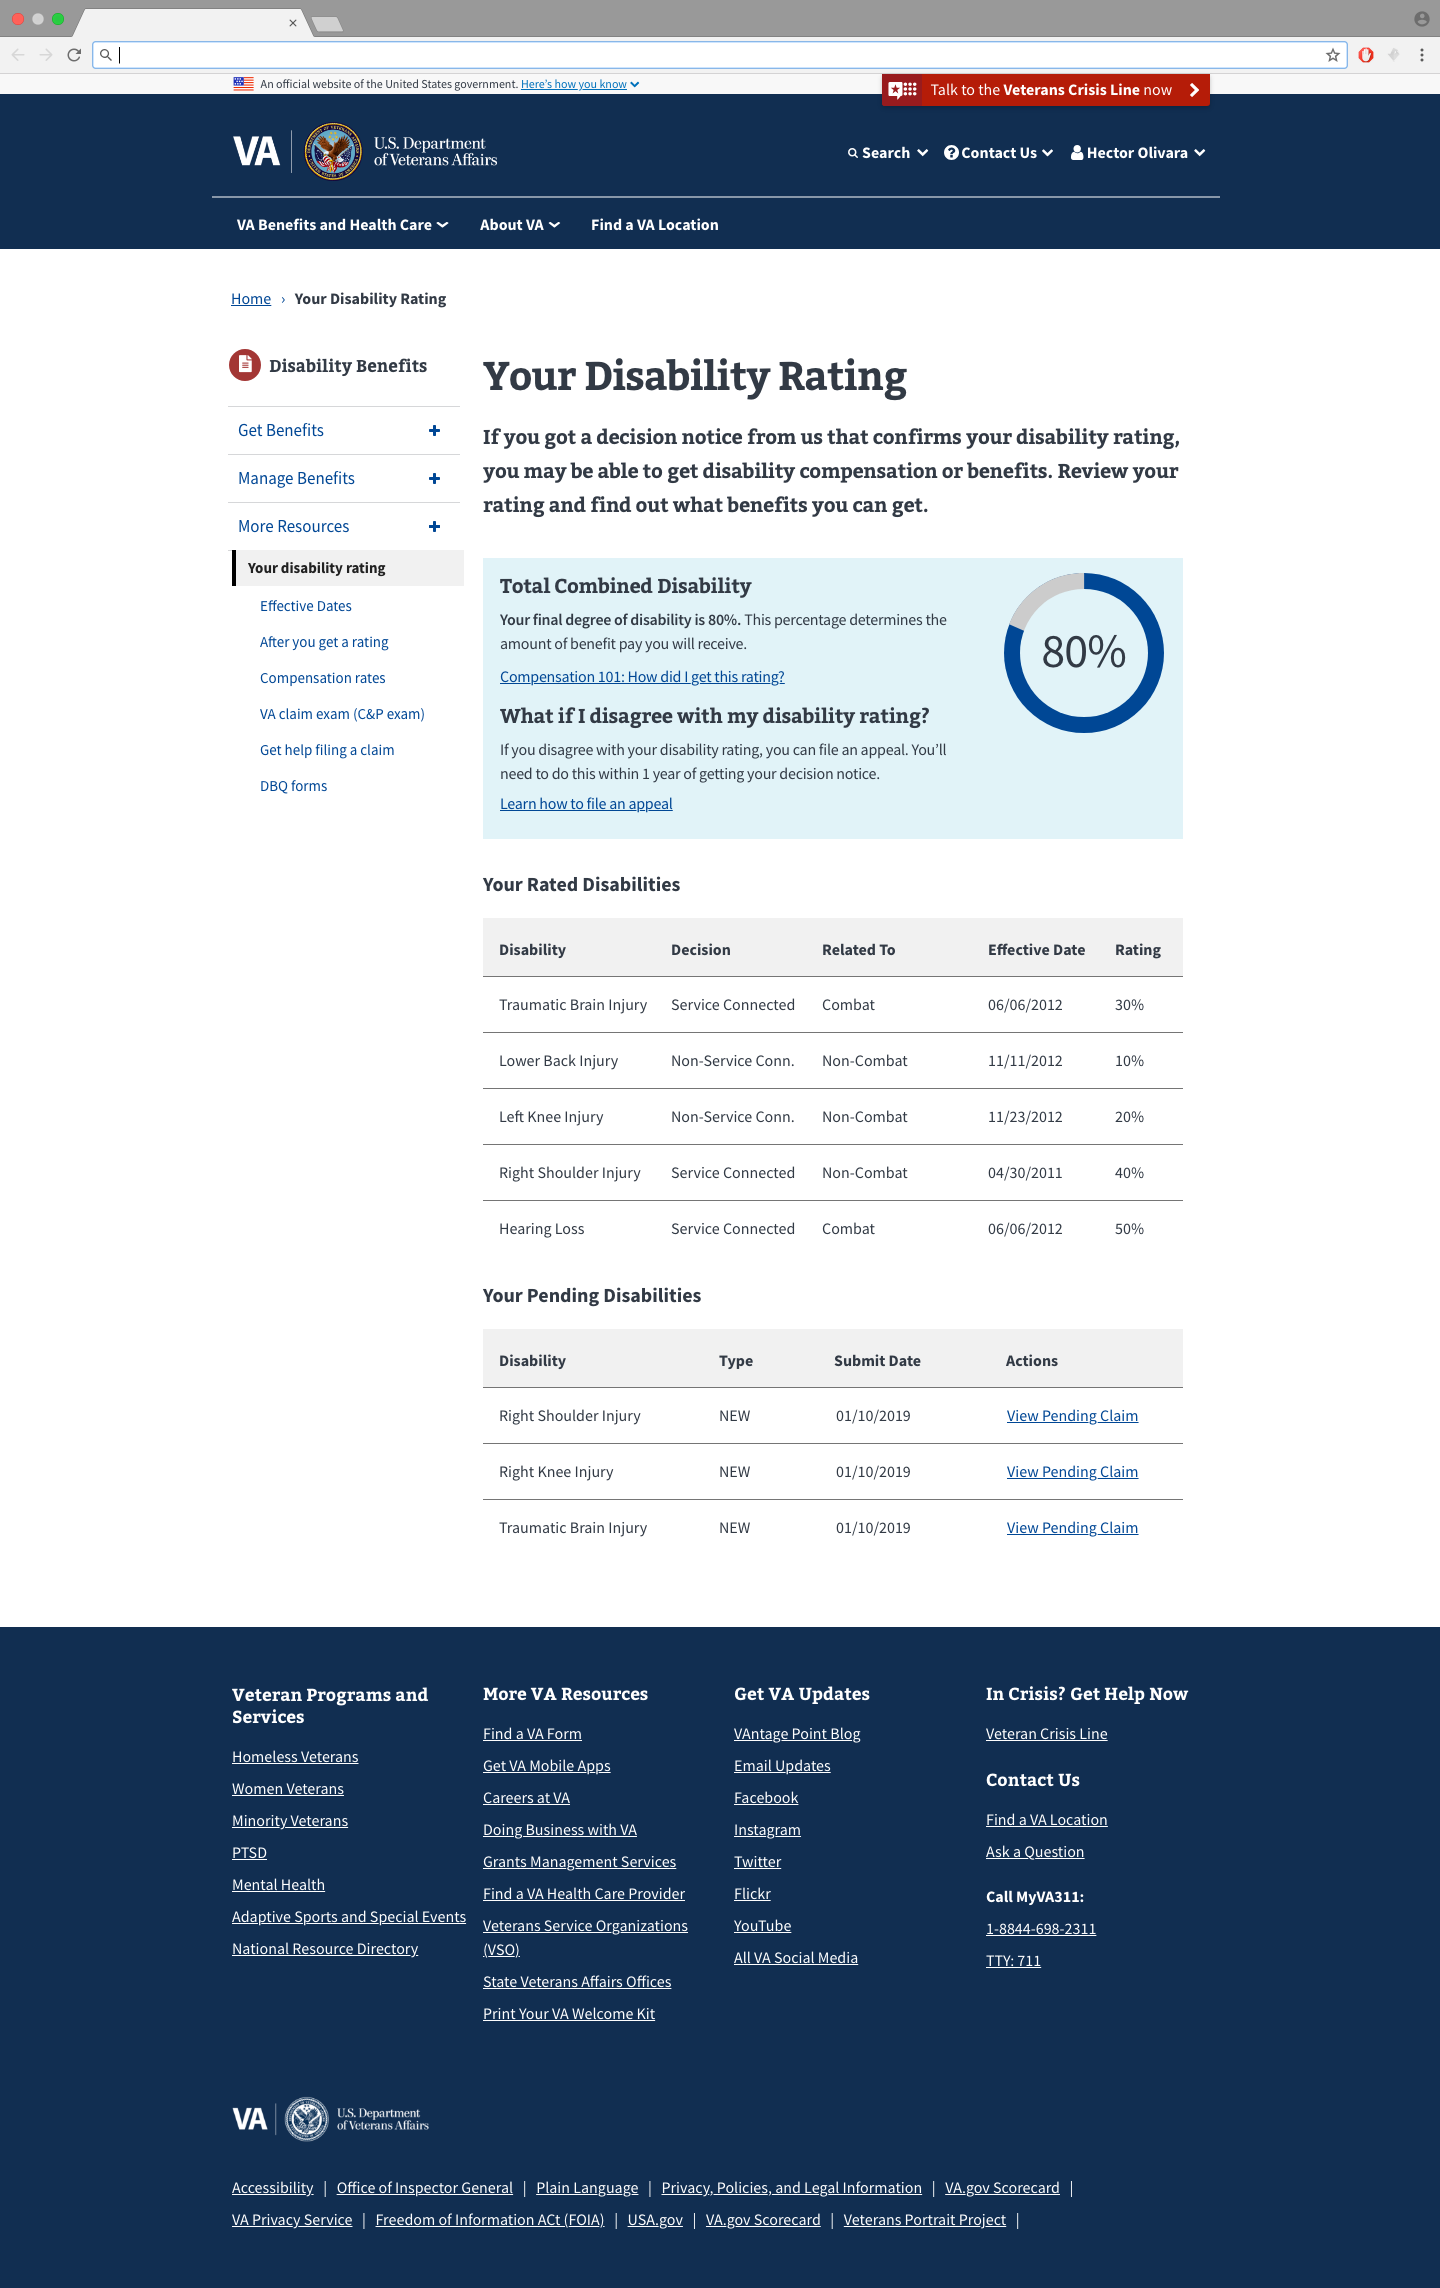 An official website of the United States government. Here's how you know
Talk to the Veterans Crisis Line now
VA
U.S. Department
of Veterans Affairs
Search
Contact Us
Hector Olivara
VA Benefits and Health Care
About VA
Find a VA Location
Home › Your Disability Rating
Disability Benefits
Get Benefits
Manage Benefits
More Resources
Your disability rating
Effective Dates
After you get a rating
Compensation rates
VA claim exam (C&P exam)
Get help filing a claim
DBQ forms
Your Disability Rating
If you got a decision notice from us that confirms your disability rating,
you may be able to get disability compensation or benefits. Review your
rating and find out what benefits you can get.
Total Combined Disability
Your final degree of disability is 80%. This percentage determines the
amount of benefit pay you will receive.
Compensation 101: How did I get this rating?
80%
What if I disagree with my disability rating?
If you disagree with your disability rating, you can file an appeal. You'll
need to do this within 1 year of getting your decision notice.
Learn how to file an appeal
Your Rated Disabilities
Disability Decision Related To Effective Date Rating
Traumatic Brain Injury Service Connected Combat 06/06/2012 30%
Lower Back Injury Non-Service Conn. Non-Combat 11/11/2012 10%
Left Knee Injury Non-Service Conn. Non-Combat 11/23/2012 20%
Right Shoulder Injury Service Connected Non-Combat 04/30/2011 40%
Hearing Loss Service Connected Combat 06/06/2012 50%
Your Pending Disabilities
Disability Type Submit Date Actions
Right Shoulder Injury NEW 01/10/2019 View Pending Claim
Right Knee Injury NEW 01/10/2019 View Pending Claim
Traumatic Brain Injury NEW 01/10/2019 View Pending Claim
Veteran Programs and
Services
Homeless Veterans
Women Veterans
Minority Veterans
PTSD
Mental Health
Adaptive Sports and Special Events
National Resource Directory
More VA Resources
Find a VA Form
Get VA Mobile Apps
Careers at VA
Doing Business with VA
Grants Management Services
Find a VA Health Care Provider
Veterans Service Organizations
(VSO)
State Veterans Affairs Offices
Print Your VA Welcome Kit
Get VA Updates
VAntage Point Blog
Email Updates
Facebook
Instagram
Twitter
Flickr
YouTube
All VA Social Media
In Crisis? Get Help Now
Veteran Crisis Line
Contact Us
Find a VA Location
Ask a Question
Call MyVA311:
1-8844-698-2311
TTY: 711
VA
U.S. Department
of Veterans Affairs
Accessibility | Office of Inspector General | Plain Language | Privacy, Policies, and Legal Information | VA.gov Scorecard |
VA Privacy Service | Freedom of Information ACt (FOIA) | USA.gov | VA.gov Scorecard | Veterans Portrait Project |